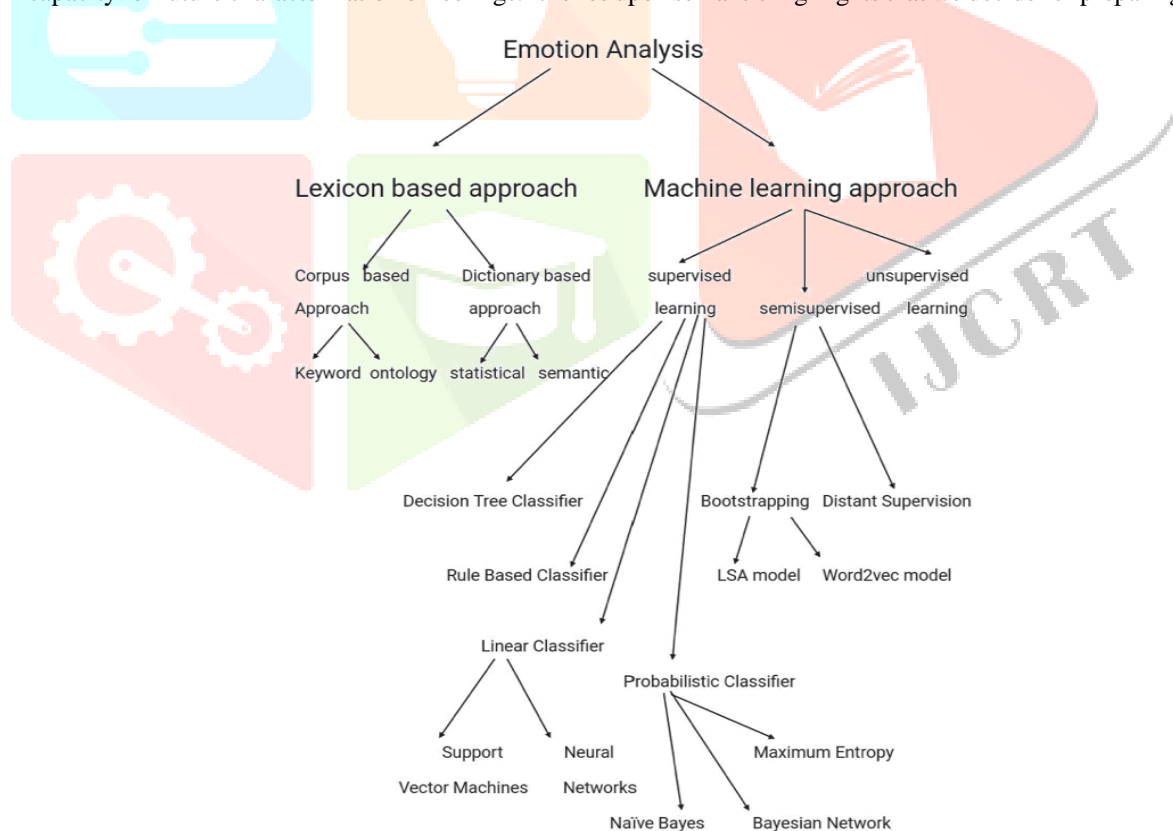 Emotion Analysis
Lexicon based approach Machine learning approach
Corpus based Dictionary based supervised unsupervised
Approach approach learning semisupervised learning
Keyword ontology statistical semantic
Decision Tree Classifier Bootstrapping Distant Supervision
Rule Based Classifier LSA model Word2vec model
Linear Classifier
Probabilistic Classifier
Support Neural Maximum Entropy
Vector Machines Networks
Naïve Bayes Bayesian Network
IJCRT